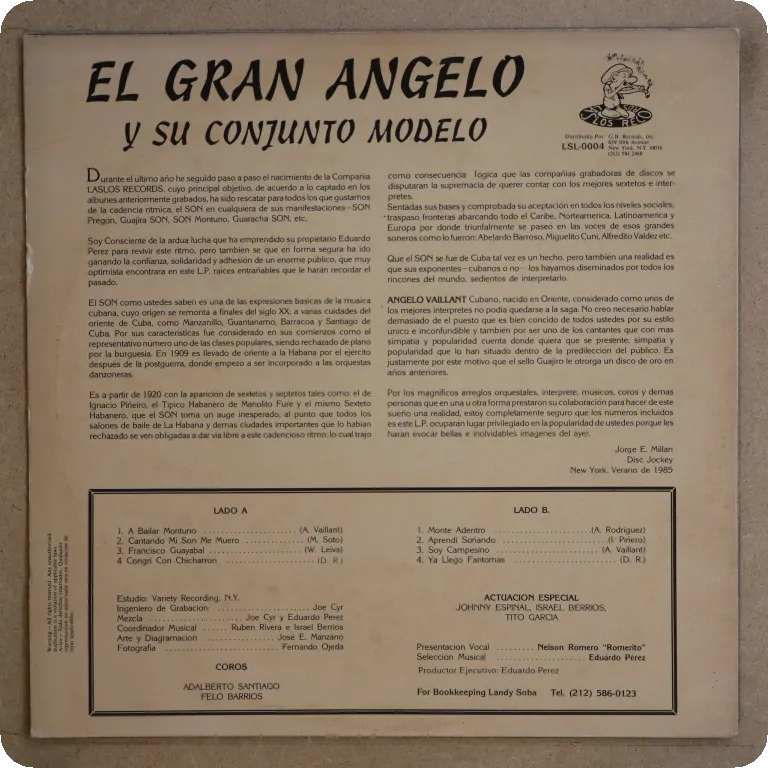 EL GRAN ANGELO
Y SU CONJUNTO MODELO
LASLOS RECO
Distribuido Por: G.B. Records, Inc.
619 10th Avenue
LSL-0004 New York, N.Y. 10036
(212) 581-2468
Durante el ultimo año he seguido paso a paso el nacimento de la Compañia
LASLOS RECORDS, cuyo principal objetivo, de acuerdo a lo captado en los
albunes anteriormente grabados, ha sido rescatar para todos los que gustamos
de la cadencia ritmica, el SON en cualquiera de sus manifestaciones—SON
Pregon, Guajira SON, SON Montuno, Guaracha SON, etc.
Soy Consciente de la ardua lucha que ha emprendido su propietario Eduardo
Perez para revivir este ritmo, pero tambien se que en forma segura ha ido
ganando la confianza, solidaridad y adhesion de un enorme público, que muy
optimista encontrara en este L.P. raices entrañables que le haran recordar el
pasado.
El SON como ustedes saben es una de las expresiones basicas de la musica
cubana, cuyo origen se remonta a finales del siglo XX; a varias cuidades del
oriente de Cuba, como Manzanillo, Guantanamo, Barracoa y Santiago de
Cuba. Por sus caracteristicas fue considerado en sus comienzos como el
representativo número uno de las clases populares, siendo rechazado de plano
por la burguesia. En 1909 es llevado de oriente a la Habana por el ejercito
después de la postguerra, donde empezo a ser incorporado a las orquestas
danzoneras.
Es a partir de 1920 con la aparicion de sextetos y septetos tales como: el de
Ignacio Piñeiro, el Tipico Habanero de Manolito Fure y el mismo Sexteto
Habanero, que el SON toma un auge inesperado, al punto que todos los
salones de baile de La Habana y demas ciudades importantes que lo habian
rechazado se ven obligadas a dar via libre a este cadencioso ritmo; lo cual trajo
como consecuencia logica que las compañias grabadoras de discos se
disputaran la supremacia de querer contar con los mejores sextetos e inter-
pretes.
Sentadas sus bases y comprobada su aceptacion en todos los niveles sociales,
traspaso fronteras abarcando todo el Caribe, Norteamerica, Latinoamerica y
Europa por donde triunfalmente se paseo en las voces de esos grandes
soneros como lo fueron: Abelardo Barroso, Miguelito Cuni, Alfredito Valdez etc.
Que el SON se fue de Cuba tal vez es un hecho, pero también una realidad es
que sus exponentes—cubanos o no— los hayamos diseminados por todos los
rincones del mundo, sedientos de interpretarlo.
ANGELO VAILLANT Cubano, nacido en Oriente, considerado como unos de
los mejores interpretes no podia quedarse a la saga. No creo necesario hablar
demasiado del puesto que es bien concido de todos ustedes por su estilo
unico e inconfundible y tambien por ser uno de los cantantes que con mas
simpatia y popularidad cuenta donde quiera que se presente, simpatia y
popularidad que lo han situado dentro de la predileccion del publico. Es
justamente por este motivo que el sello Guajiro le otrorga un disco de oro en
años anteriores.
Por los magnificos arreglos orquestales, interprete, musicos, coros y demas
personas que en una u otra forma prestaron su colaboración para hacer de este
sueño una realidad, estoy completamente seguro que los numeros incluidos
es este L.P. ocuparan lugar privilegiado en la popularidad de ustedes porque les
haran evocar bellas e inolvidables imagenes del ayer.
Jorge E. Millan
Disc Jockey
New York, Verano de 1985
LADO A
1. A Bailar Montuno (A. Vaillant)
2. Cantando Mi Son Me Muero (M. Soto)
3. Francisco Guayabal (W. Leiva)
4 Congri Con Chicharron (D. R.)
LADO B.
1. Monte Adentro (A. Rodriguez)
2. Aprendi Sonando (I. Piñero)
3. Soy Campesino (A. Vaillant)
4. Ya Llego Fantomas (D. R.)
Estudio: Variety Recording, N.Y.
Ingeniero de Grabacion Joe Cyr
Mezcla Joe Cyr y Eduardo Perez
Coordinador Musical Ruben Rivera e Israel Berrios
Arte y Diagramacion José E. Manzano
Fotografia Fernando Ojeda
COROS
ADALBERTO SANTIAGO
FELO BARRIOS
ACTUACION ESPECIAL
JOHNNY ESPINAL, ISRAEL BERRIOS,
TITO GARCIA
Presentacion Vocal Nelson Romero "Romerito"
Seleccion Musical Eduardo Perez
Productor Ejecutivo: Eduardo Perez
For Bookkeeping Landy Soba Tel. (212) 586-0123
Warning—All rights reserved. Any unauthorized